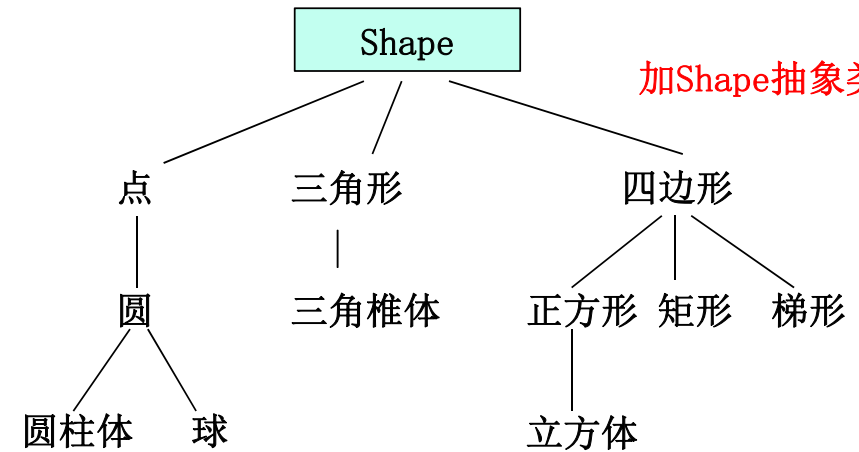 Shape
加Shape抽象类
点 三角形 四边形
圆 三角椎体 正方形 矩形 梯形
圆柱体 球 立方体